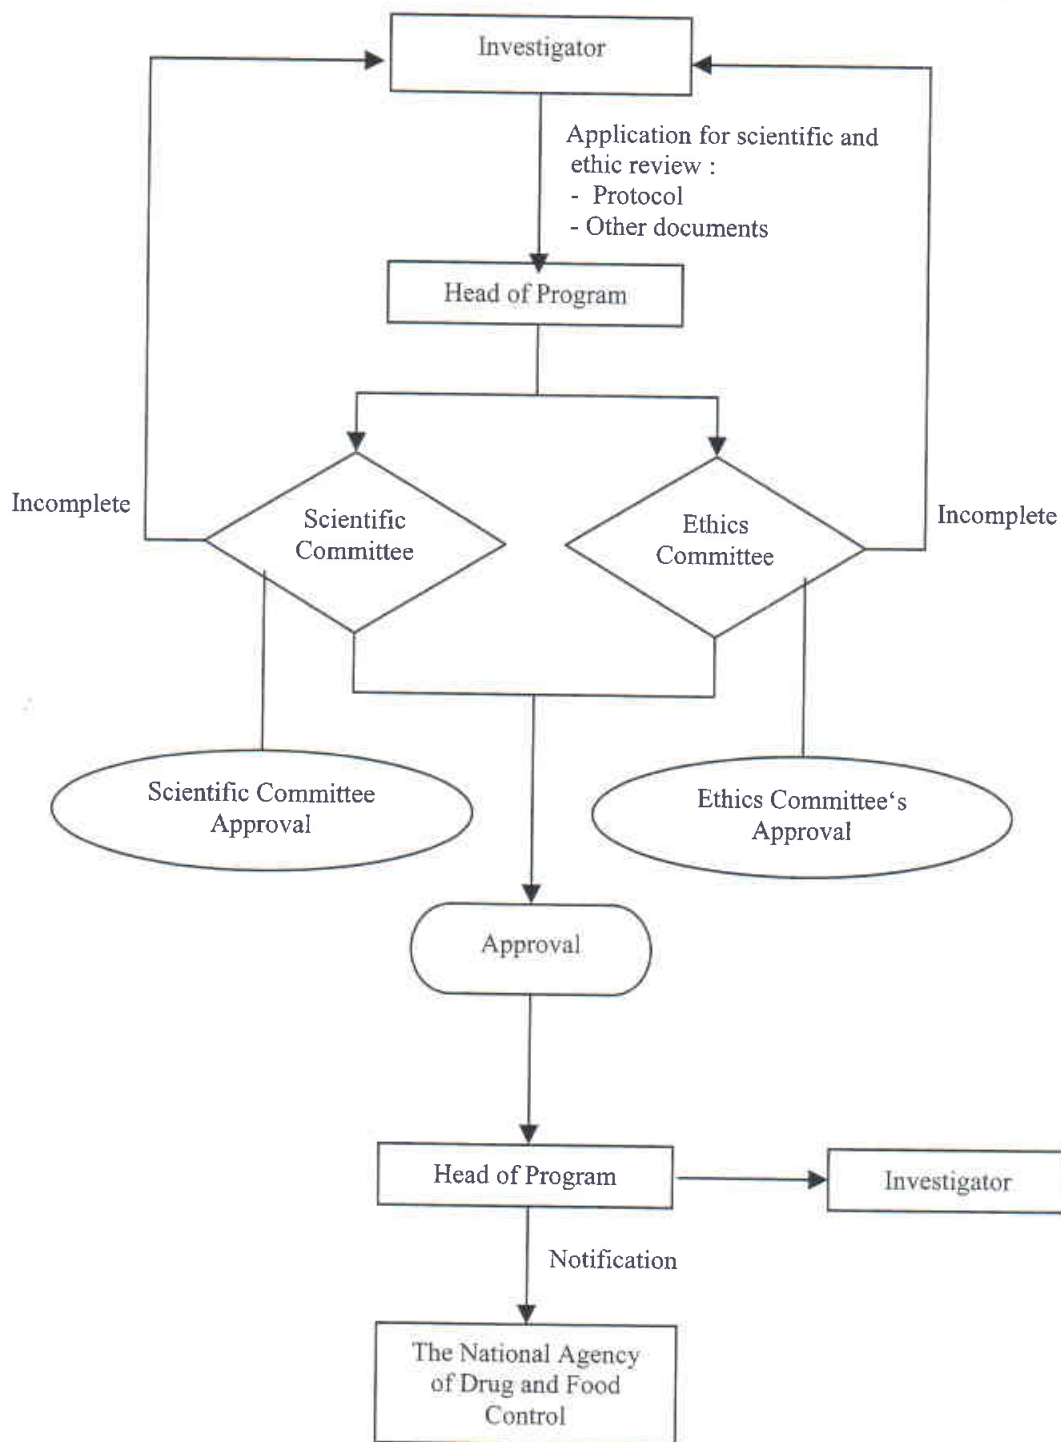 Investigator
Application for scientific and
ethic review :
- Protocol
- Other documents
Head of Program
Incomplete
Scientific
Committee
Ethics
Committee
Incomplete
Scientific Committee
Approval
Ethics Committee‘s
Approval
Approval
Head of Program
Investigator
Notification
The National Agency
of Drug and Food
Control